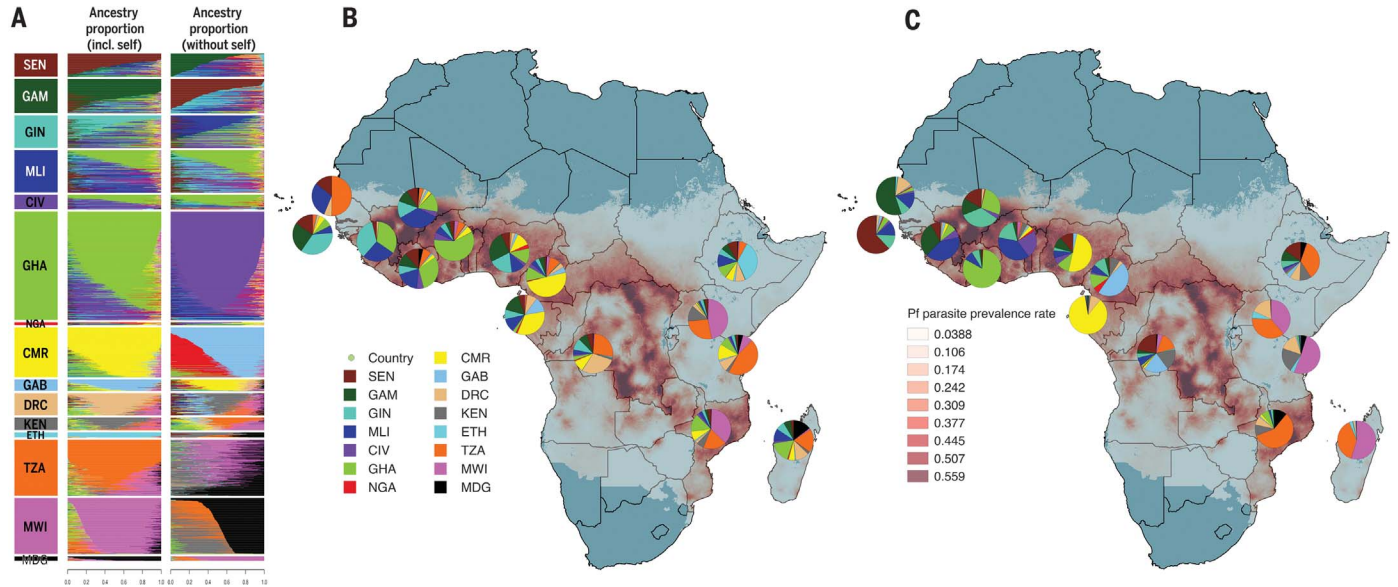 A
Ancestry
proportion
(incl. self)
Ancestry
proportion
(without self)
SEN
GAM
GIN
MLI
CIV
GHA
NGA
CMR
GAB
DRC
KEN
ETH
TZA
MWI
MDG
0.0 0.2 0.4 0.6 0.8 1.0
0.0 0.2 0.4 0.6 0.8 1.0
B
Country
SEN
GAM
GIN
MLI
CIV
GHA
NGA
CMR
GAB
DRC
KEN
ETH
TZA
MWI
MDG
C
Pf parasite prevalence rate
0.0388
0.106
0.174
0.242
0.309
0.377
0.445
0.507
0.559